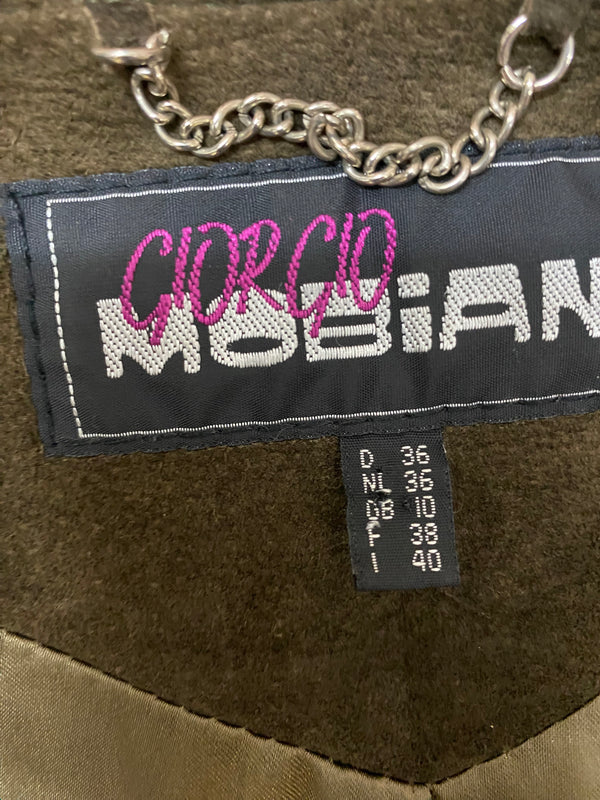 GIORGIO
MOBiAN
D 36
NL 36
GB 10
F 38
I 40